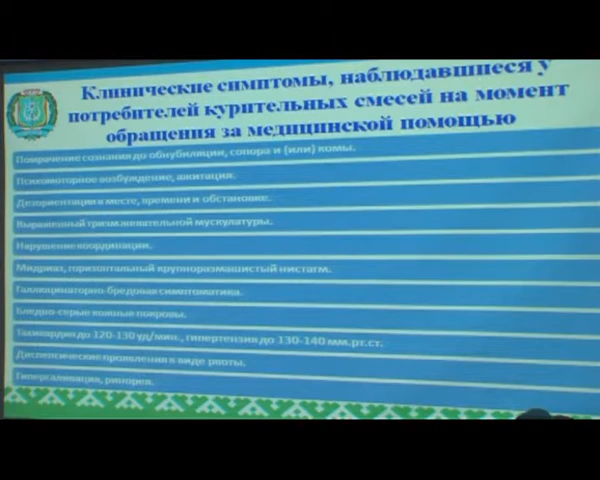 Клинические симптомы, наблюдавшиеся у
потребителей курительных смесей на момент
обращения за медицинской помощью
Помрачение сознания до обнубиляции, сопора и (или) комы.
Психомоторное возбуждение, ажитация.
Дезориентация в месте, времени и обстановке.
Выраженный тризм жевательной мускулатуры.
Нарушение координации.
Мидриаз, горизонтальный крупноразмашистый нистагм.
Галлюцинаторно-бредовая симптоматика.
Бледно-серые кожные покровы.
Тахикардия до 120-130 уд/мин., гипертензия до 130-140 мм.рт.ст.
Диспепсические проявления в виде рвоты.
Гиперсаливация, ринорея.